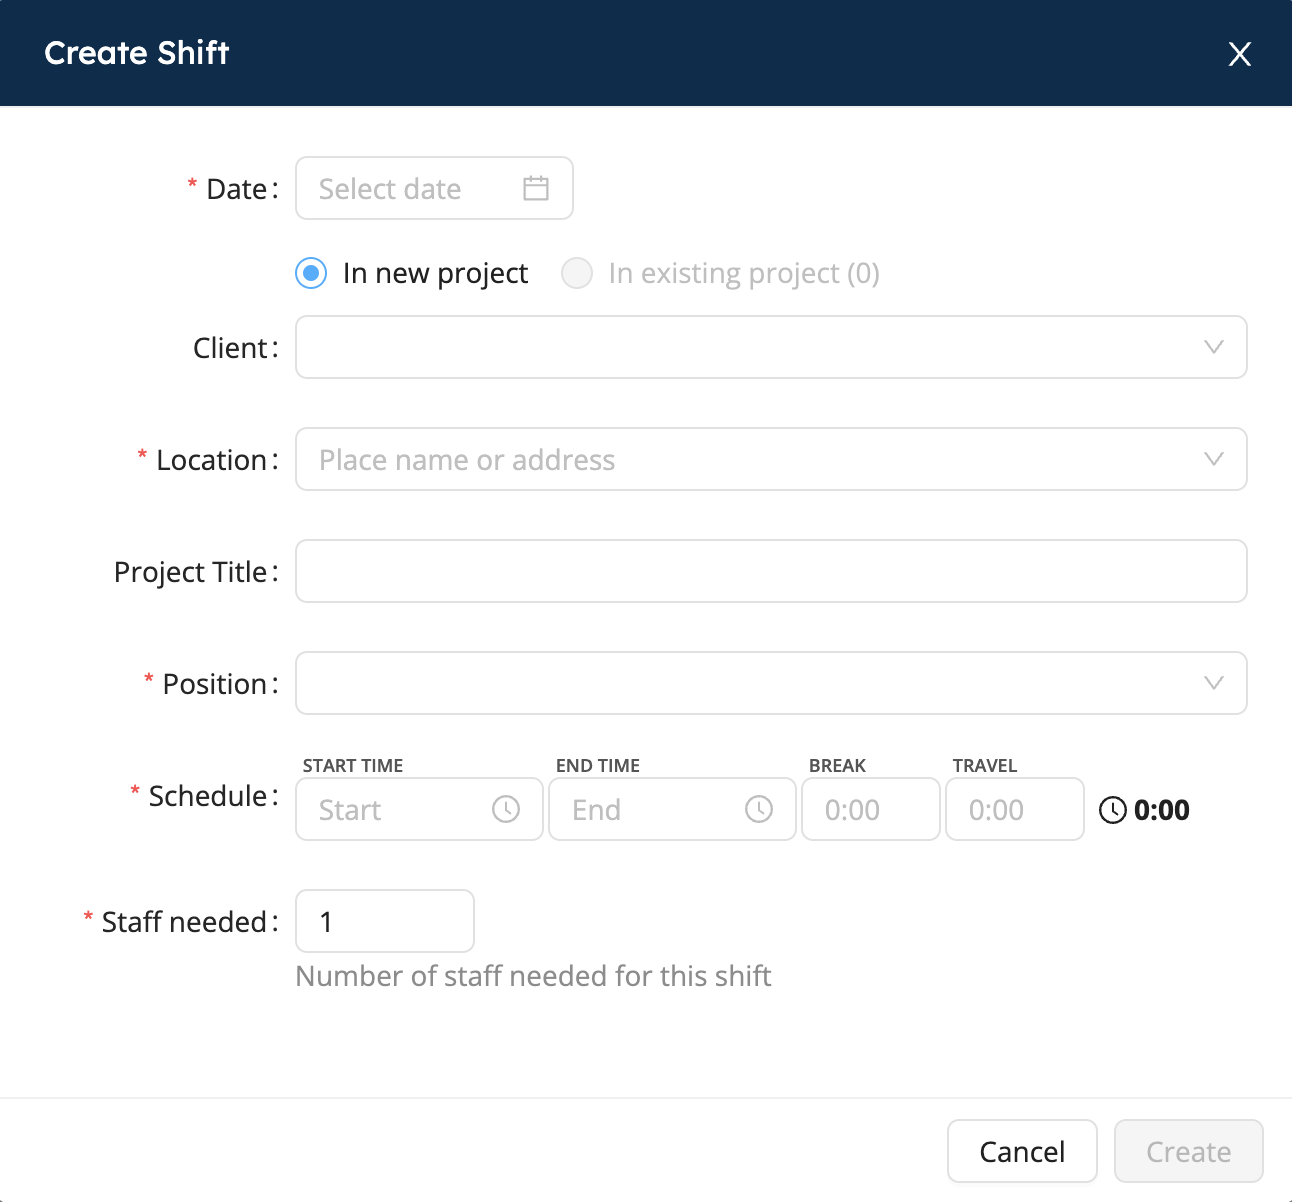 Create Shift
* Date: Select date
In new project In existing project (0)
Client:
* Location: Place name or address
Project Title:
* Position:
START TIME END TIME BREAK TRAVEL
* Schedule: Start End 0:00 0:00 0:00
* Staff needed: 1
Number of staff needed for this shift
Cancel Create